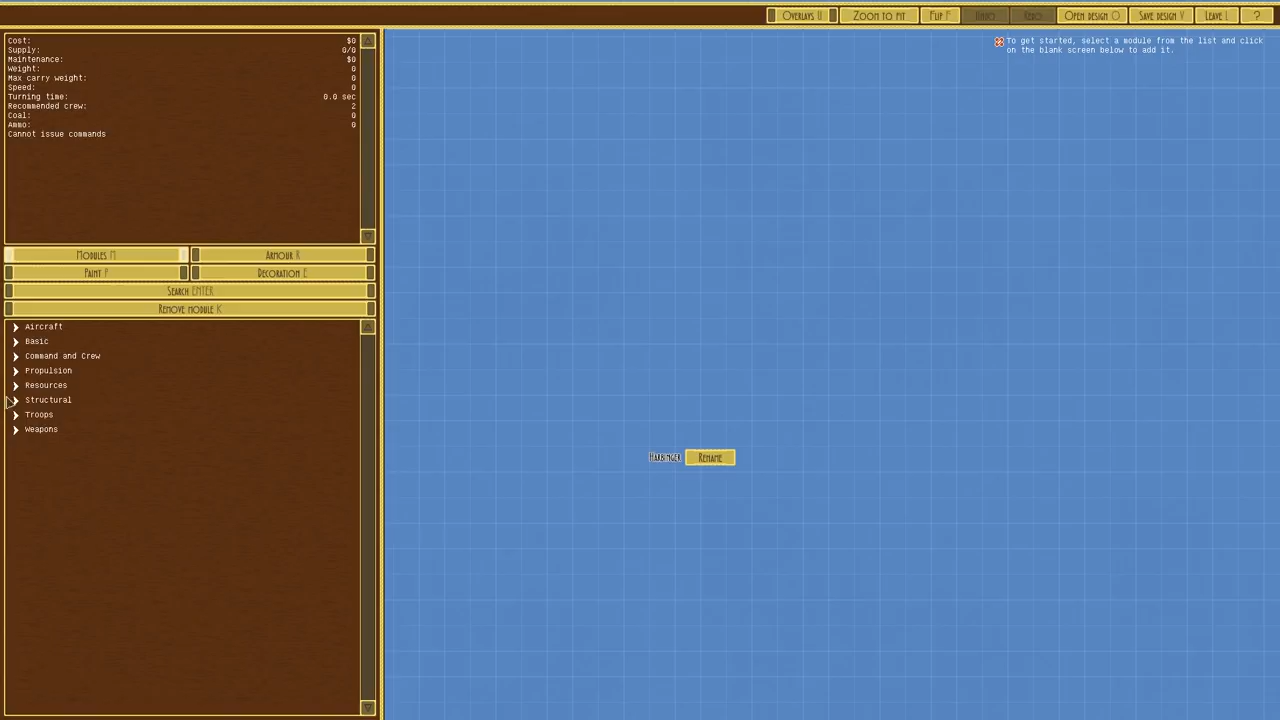 Overlays U
Zoom to fit
Flip F
Undo
Redo
Open design O
Save design V
Leave L
?
Cost: $0
Supply: 0/0
Maintenance: $0
Weight: 0
Max carry weight: 0
Speed: 0
Turning time: 0.0 sec
Recommended crew: 2
Coal: 0
Ammo: 0
Cannot issue commands
To get started, select a module from the list and click
on the blank screen below to add it.
Modules M
Armour R
Paint P
Decoration E
Search ENTER
Remove module K
Aircraft
Basic
Command and Crew
Propulsion
Resources
Structural
Troops
Weapons
Harbinger
Rename